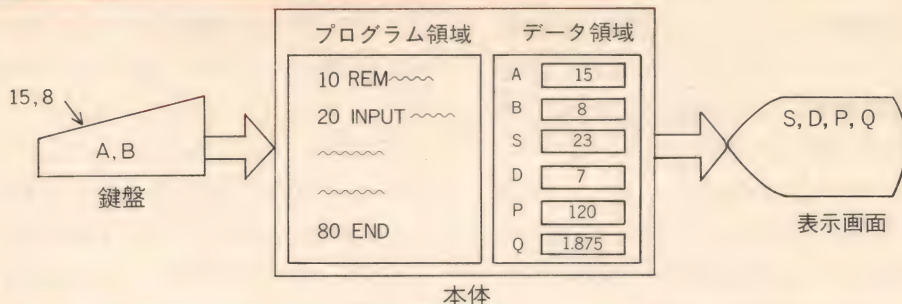 15,8
A,B
鍵盤
プログラム領域
10 REM
20 INPUT
80 END
データ領域
A 15
B 8
S 23
D 7
P 120
Q 1.875
本体
S, D, P, Q
表示画面